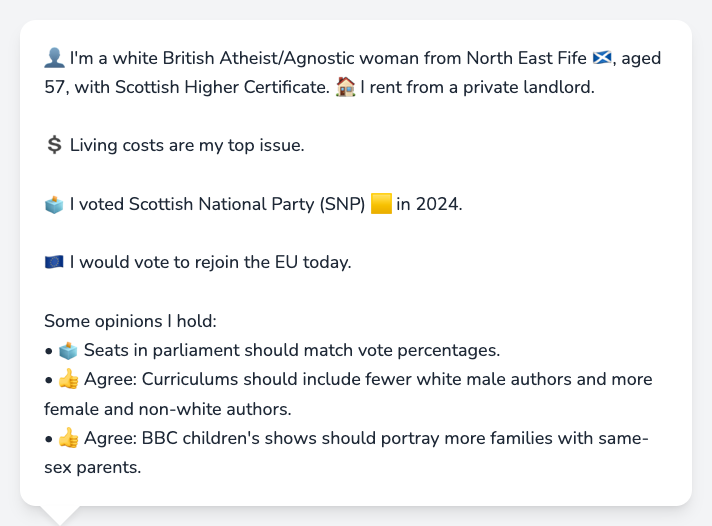 👤 I'm a white British Atheist/Agnostic woman from North East Fife 🏴󠁧󠁢󠁳󠁣󠁴󠁿, aged
57, with Scottish Higher Certificate. 🏠 I rent from a private landlord.
💲 Living costs are my top issue.
🗳️ I voted Scottish National Party (SNP) 🟨 in 2024.
🇪🇺 I would vote to rejoin the EU today.
Some opinions I hold:
• 🗳️ Seats in parliament should match vote percentages.
• 👍 Agree: Curriculums should include fewer white male authors and more
female and non-white authors.
• 👍 Agree: BBC children's shows should portray more families with same-
sex parents.